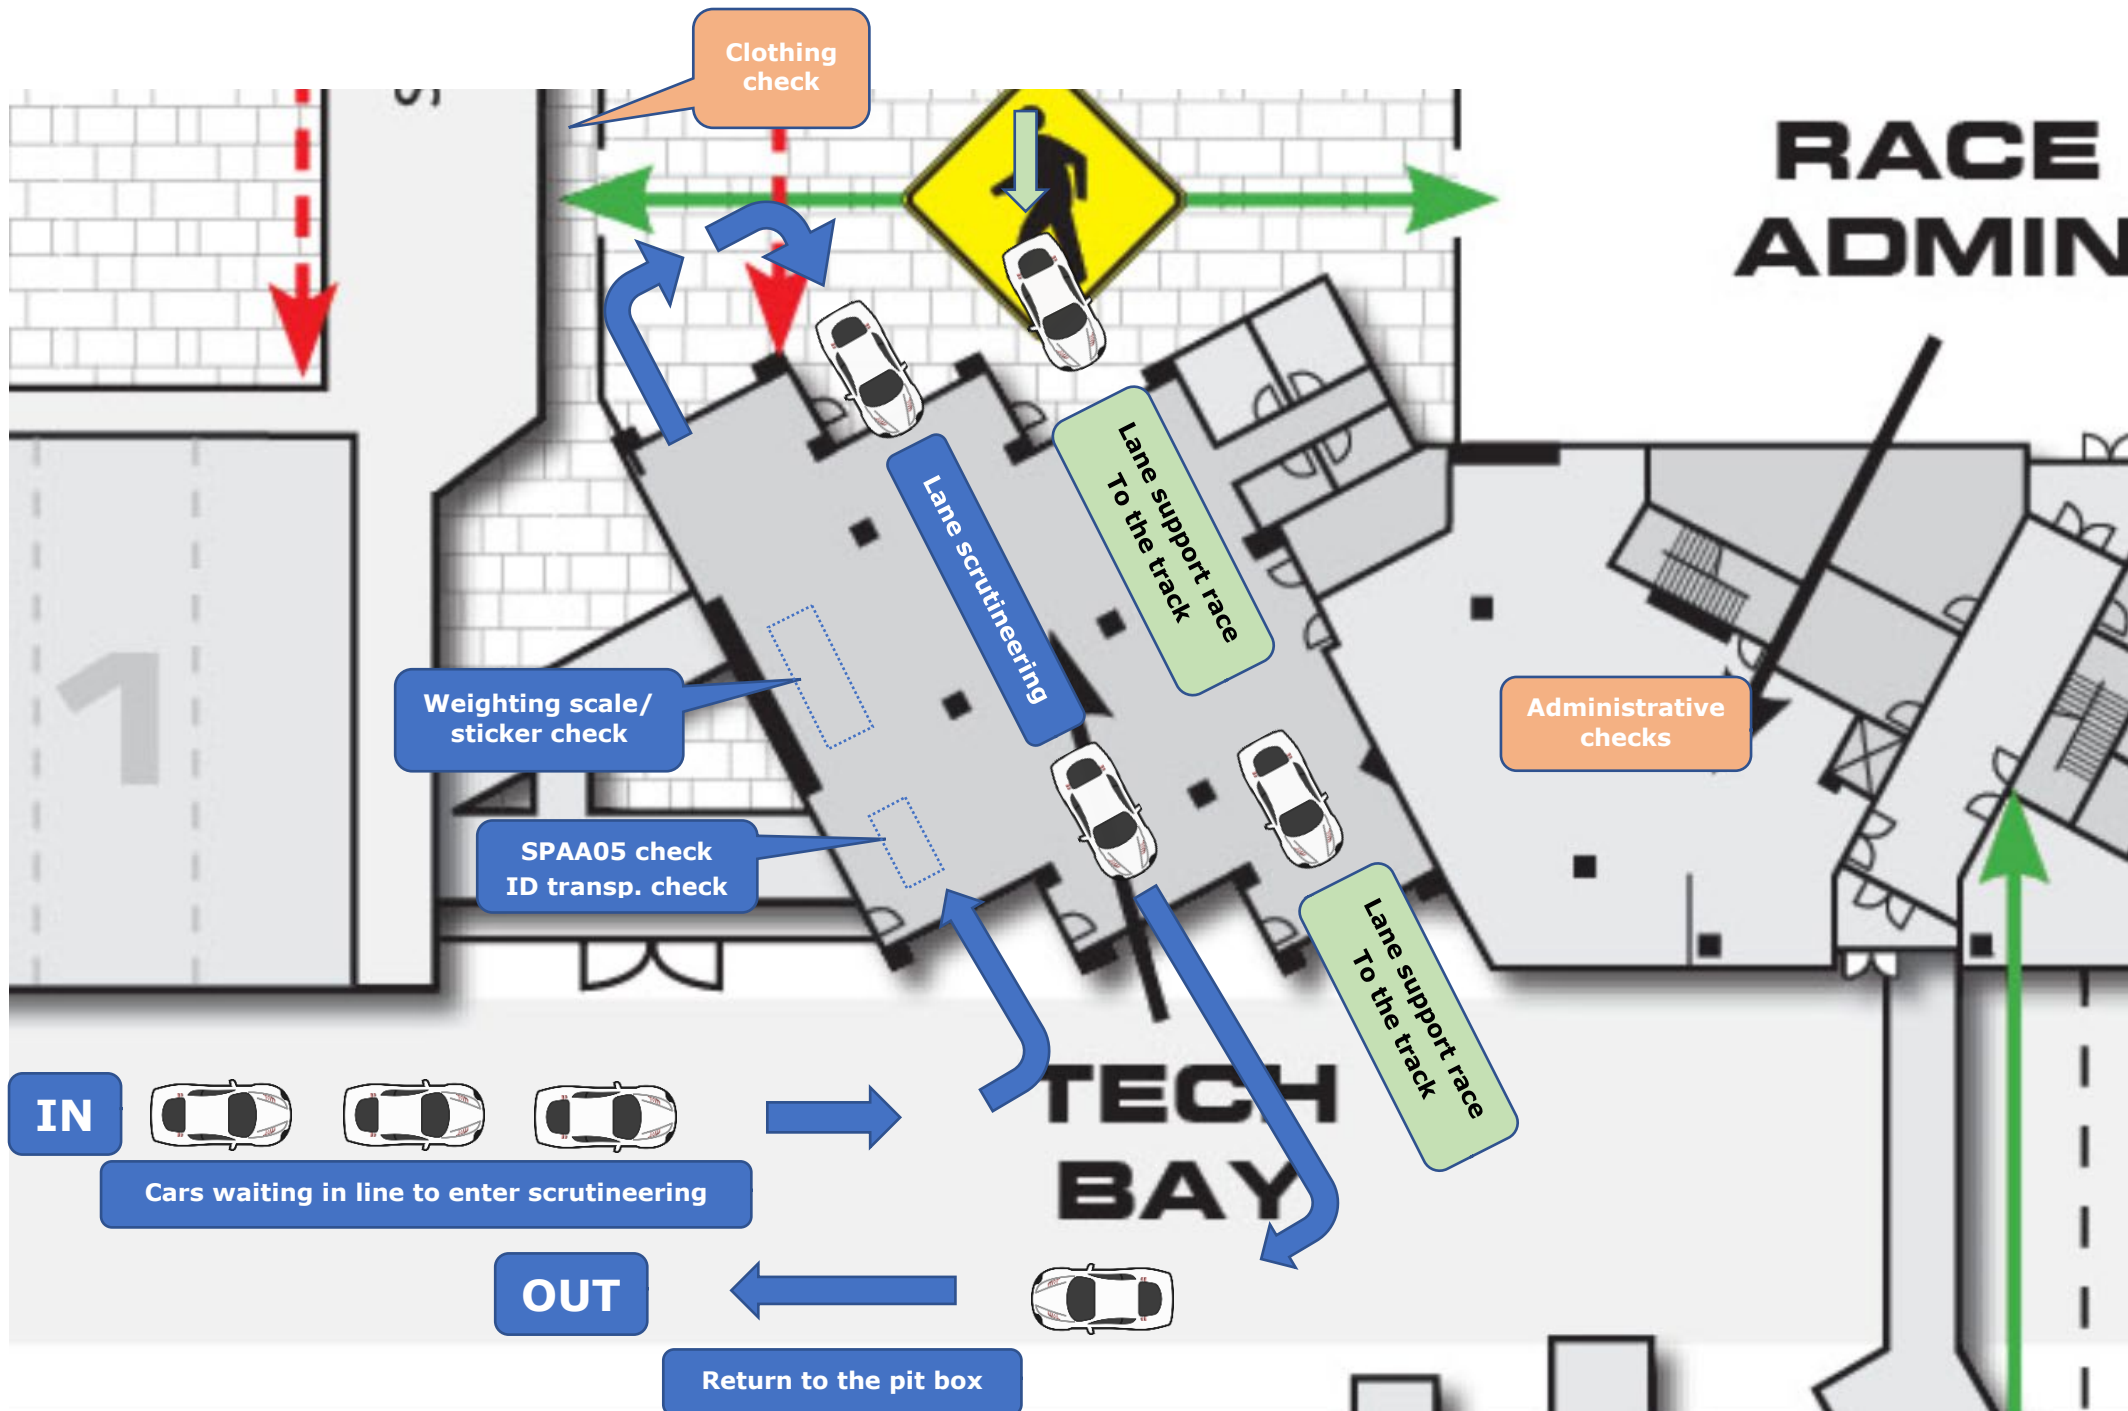 Clothing
check
S
RACE
ADMIN
Lane scrutineering
Lane support race
To the track
1
Weighting scale/
sticker check
Administrative
checks
SPAA05 check
ID transp. check
Lane support race
To the track
TECH
BAY
IN
Cars waiting in line to enter scrutineering
OUT
Return to the pit box